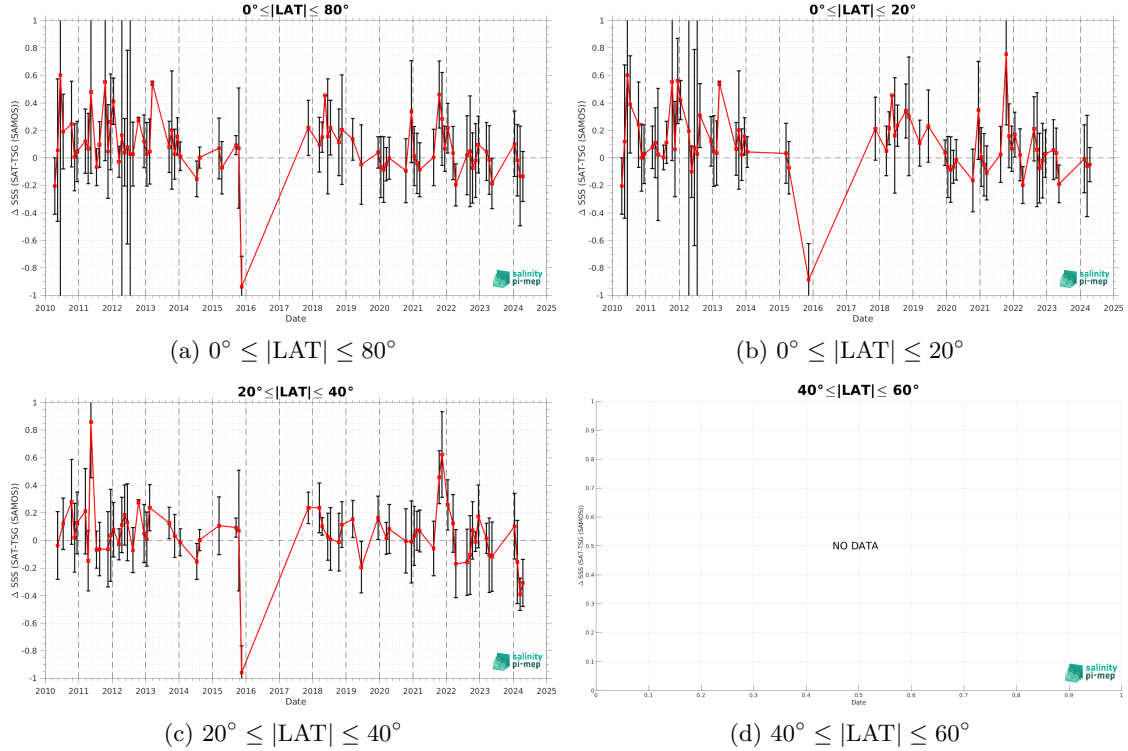 0°≤|LAT|≤ 80°
Δ SSS (SAT-TSG (SAMOS))
1
0.8
0.6
0.4
0.2
0
-0.2
-0.4
-0.6
-0.8
-1
2010 2011 2012 2013 2014 2015 2016 2017 2018 2019 2020 2021 2022 2023 2024 2025
Date
salinity
pi-mep
(a) 0° ≤ |LAT| ≤ 80°
0°≤|LAT|≤ 20°
Δ SSS (SAT-TSG (SAMOS))
1
0.8
0.6
0.4
0.2
0
-0.2
-0.4
-0.6
-0.8
-1
2010 2011 2012 2013 2014 2015 2016 2017 2018 2019 2020 2021 2022 2023 2024 2025
Date
salinity
pi-mep
(b) 0° ≤ |LAT| ≤ 20°
20°≤|LAT|≤ 40°
Δ SSS (SAT-TSG (SAMOS))
1
0.8
0.6
0.4
0.2
0
-0.2
-0.4
-0.6
-0.8
-1
2010 2011 2012 2013 2014 2015 2016 2017 2018 2019 2020 2021 2022 2023 2024 2025
Date
salinity
pi-mep
(c) 20° ≤ |LAT| ≤ 40°
40°≤|LAT|≤ 60°
Δ SSS (SAT-TSG (SAMOS))
1
0.9
0.8
0.7
0.6
0.5
0.4
0.3
0.2
0.1
0
NO DATA
0 0.1 0.2 0.3 0.4 0.5 0.6 0.7 0.8 0.9 1
Date
salinity
pi-mep
(d) 40° ≤ |LAT| ≤ 60°